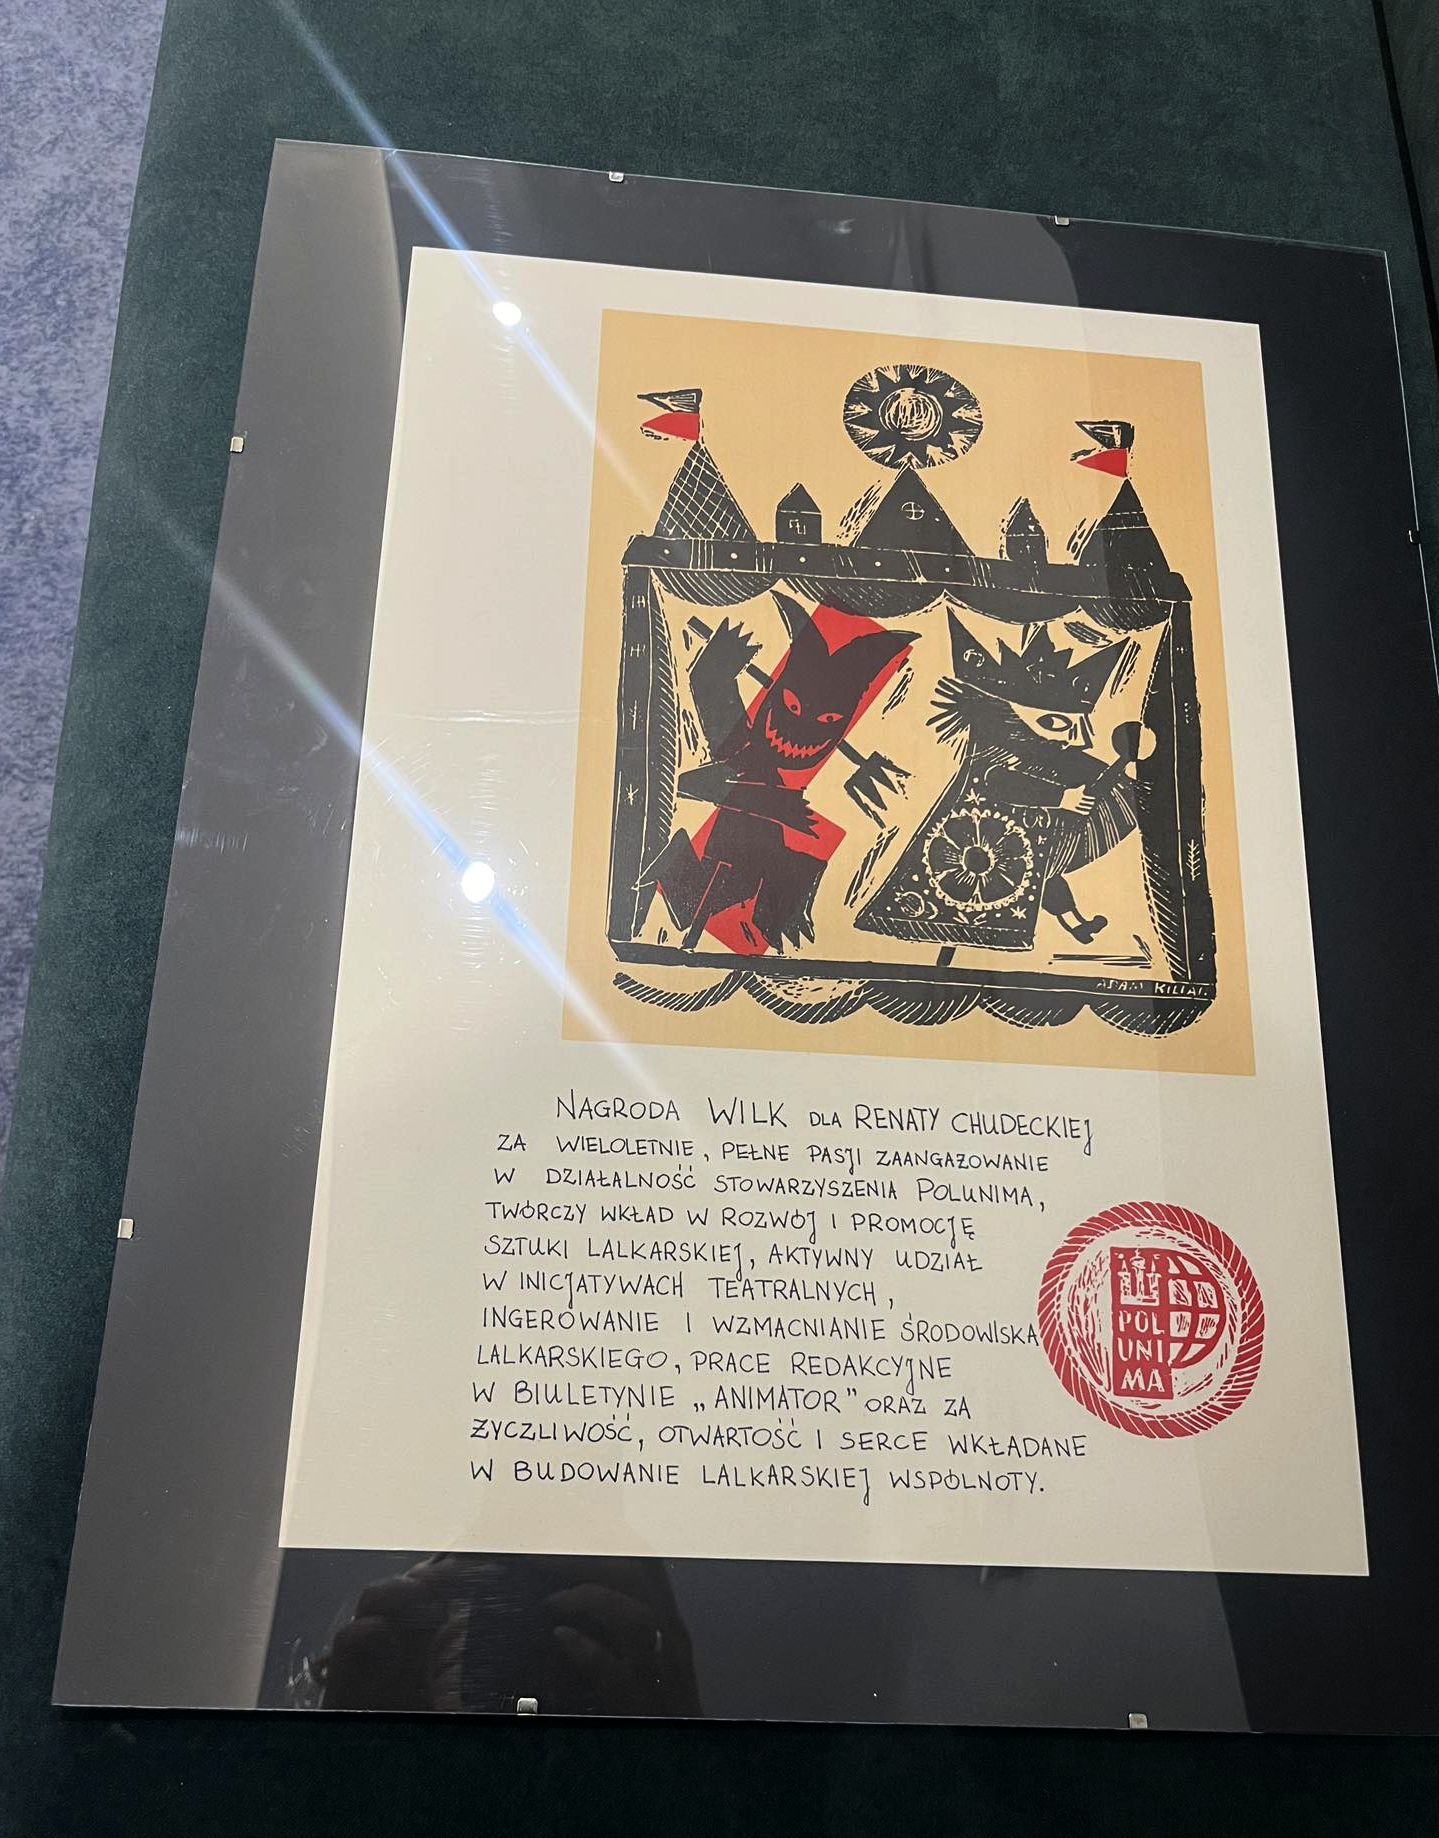 ADAM KILIAN
NAGRODA WILK DLA RENATY CHUDECKIEJ
ZA WIELOLETNIE, PEŁNE PASJI ZAANGAŻOWANIE
W DZIAŁALNOŚĆ STOWARZYSZENIA POLUNIMA,
TWÓRCZY WKŁAD W ROZWÓJ I PROMOCJĘ
SZTUKI LALKARSKIEJ, AKTYWNY UDZIAŁ
W INICJATYWACH TEATRALNYCH,
INGEROWANIE I WZMACNIANIE ŚRODOWISKA
LALKARSKIEGO, PRACE REDAKCYJNE
W BIULETYNIE „ANIMATOR" ORAZ ZA
ŻYCZLIWOŚĆ, OTWARTOŚĆ I SERCE WKŁADANE
W BUDOWANIE LALKARSKIEJ WSPÓLNOTY.
POL
UNI
MA